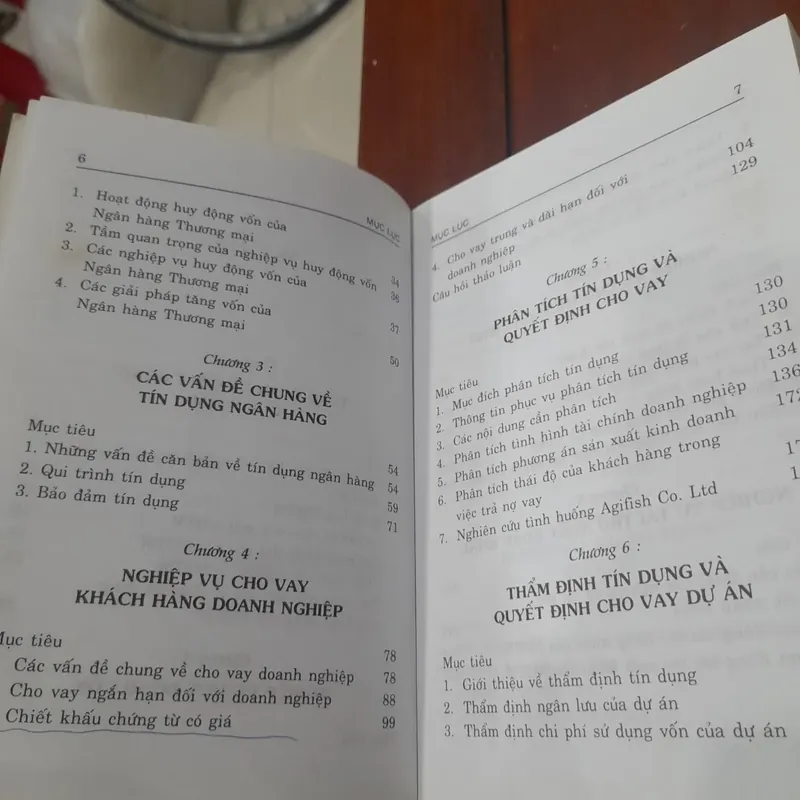 6
MỤC LỤC
1. Hoạt động huy động vốn của
Ngân hàng Thương mại 34
2. Tầm quan trọng của nghiệp vụ huy động vốn 36
3. Các nghiệp vụ huy động vốn của
Ngân hàng Thương mại 37
4. Các giải pháp tăng vốn của
Ngân hàng Thương mại 50
Chương 3 :
CÁC VẤN ĐỀ CHUNG VỀ
TÍN DỤNG NGÂN HÀNG
Mục tiêu 54
1. Những vấn đề căn bản về tín dụng ngân hàng 54
2. Qui trình tín dụng 59
3. Bảo đảm tín dụng 71
Chương 4 :
NGHIỆP VỤ CHO VAY
KHÁCH HÀNG DOANH NGHIỆP
Mục tiêu 78
Các vấn đề chung về cho vay doanh nghiệp 78
Cho vay ngắn hạn đối với doanh nghiệp 88
Chiết khấu chứng từ có giá 99
7
MỤC LỤC
4. Cho vay trung và dài hạn đối với
doanh nghiệp 104
Câu hỏi thảo luận 129
Chương 5 :
PHÂN TÍCH TÍN DỤNG VÀ
QUYẾT ĐỊNH CHO VAY
Mục tiêu 130
1. Mục đích phân tích tín dụng 130
2. Thông tin phục vụ phân tích tín dụng 131
3. Các nội dung cần phân tích 134
4. Phân tích tình hình tài chính doanh nghiệp 136
5. Phân tích phương án sản xuất kinh doanh 172
6. Phân tích thái độ của khách hàng trong
việc trả nợ vay
7. Nghiên cứu tình huống Agifish Co. Ltd
Chương 6 :
THẨM ĐỊNH TÍN DỤNG VÀ
QUYẾT ĐỊNH CHO VAY DỰ ÁN
Mục tiêu
1. Giới thiệu về thẩm định tín dụng
2. Thẩm định ngân lưu của dự án
3. Thẩm định chi phí sử dụng vốn của dự án